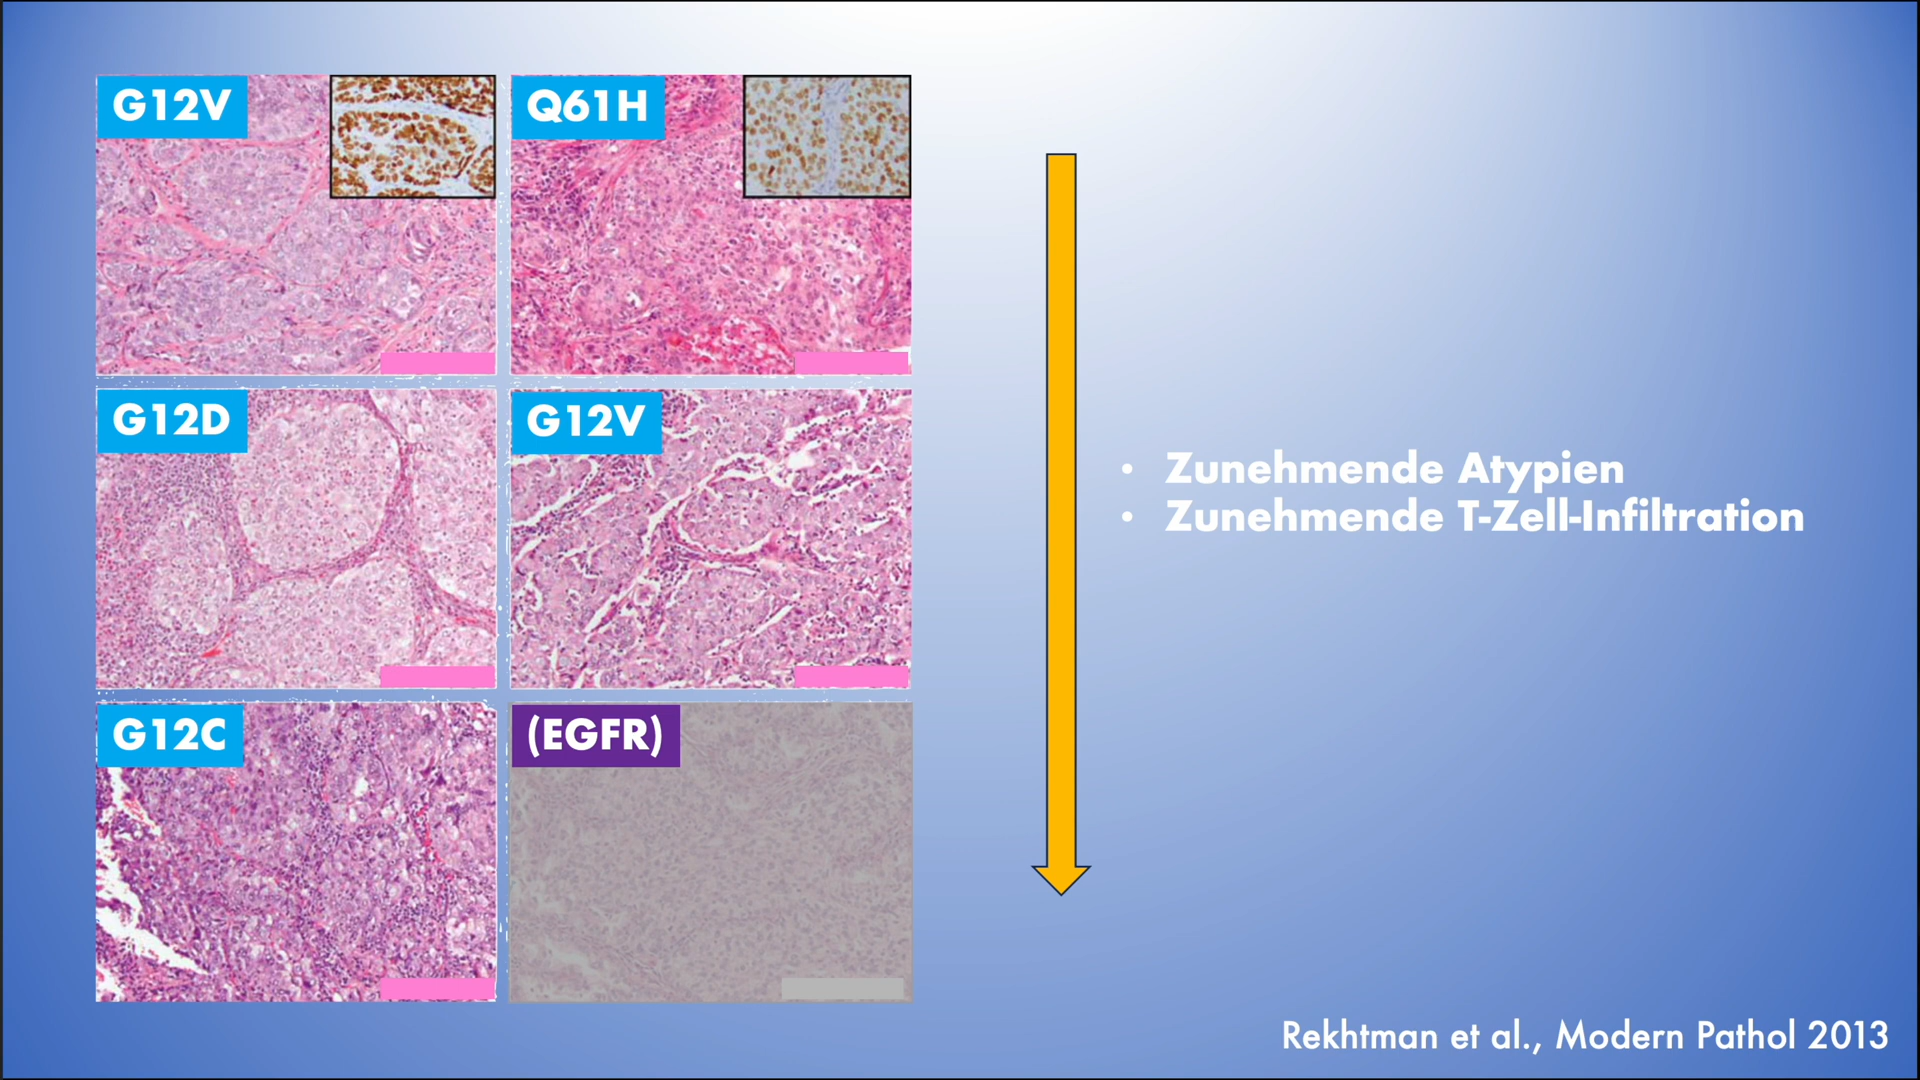 G12V
Q61H
G12D
G12V
G12C
(EGFR)
• Zunehmende Atypien
• Zunehmende T-Zell-Infiltration
Rekhtman et al., Modern Pathol 2013